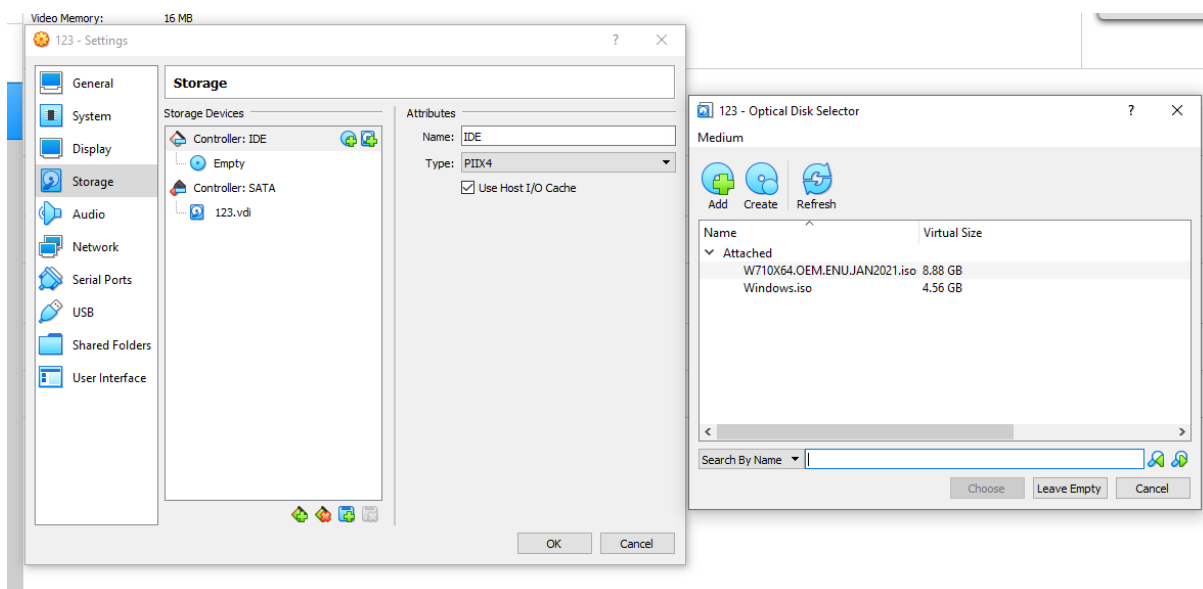 Video Memory: 16 MB
123 - Settings ? ×
General
System
Display
Storage
Audio
Network
Serial Ports
USB
Shared Folders
User Interface
Storage
Storage Devices
Controller: IDE
Empty
Controller: SATA
123.vdi
Attributes
Name: IDE
Type: PIIX4
Use Host I/O Cache
OK Cancel
123 - Optical Disk Selector ? ×
Medium
Add Create Refresh
Name Virtual Size
Attached
W710X64.OEM.ENU.JAN2021.iso 8.88 GB
Windows.iso 4.56 GB
Search By Name
Choose Leave Empty Cancel